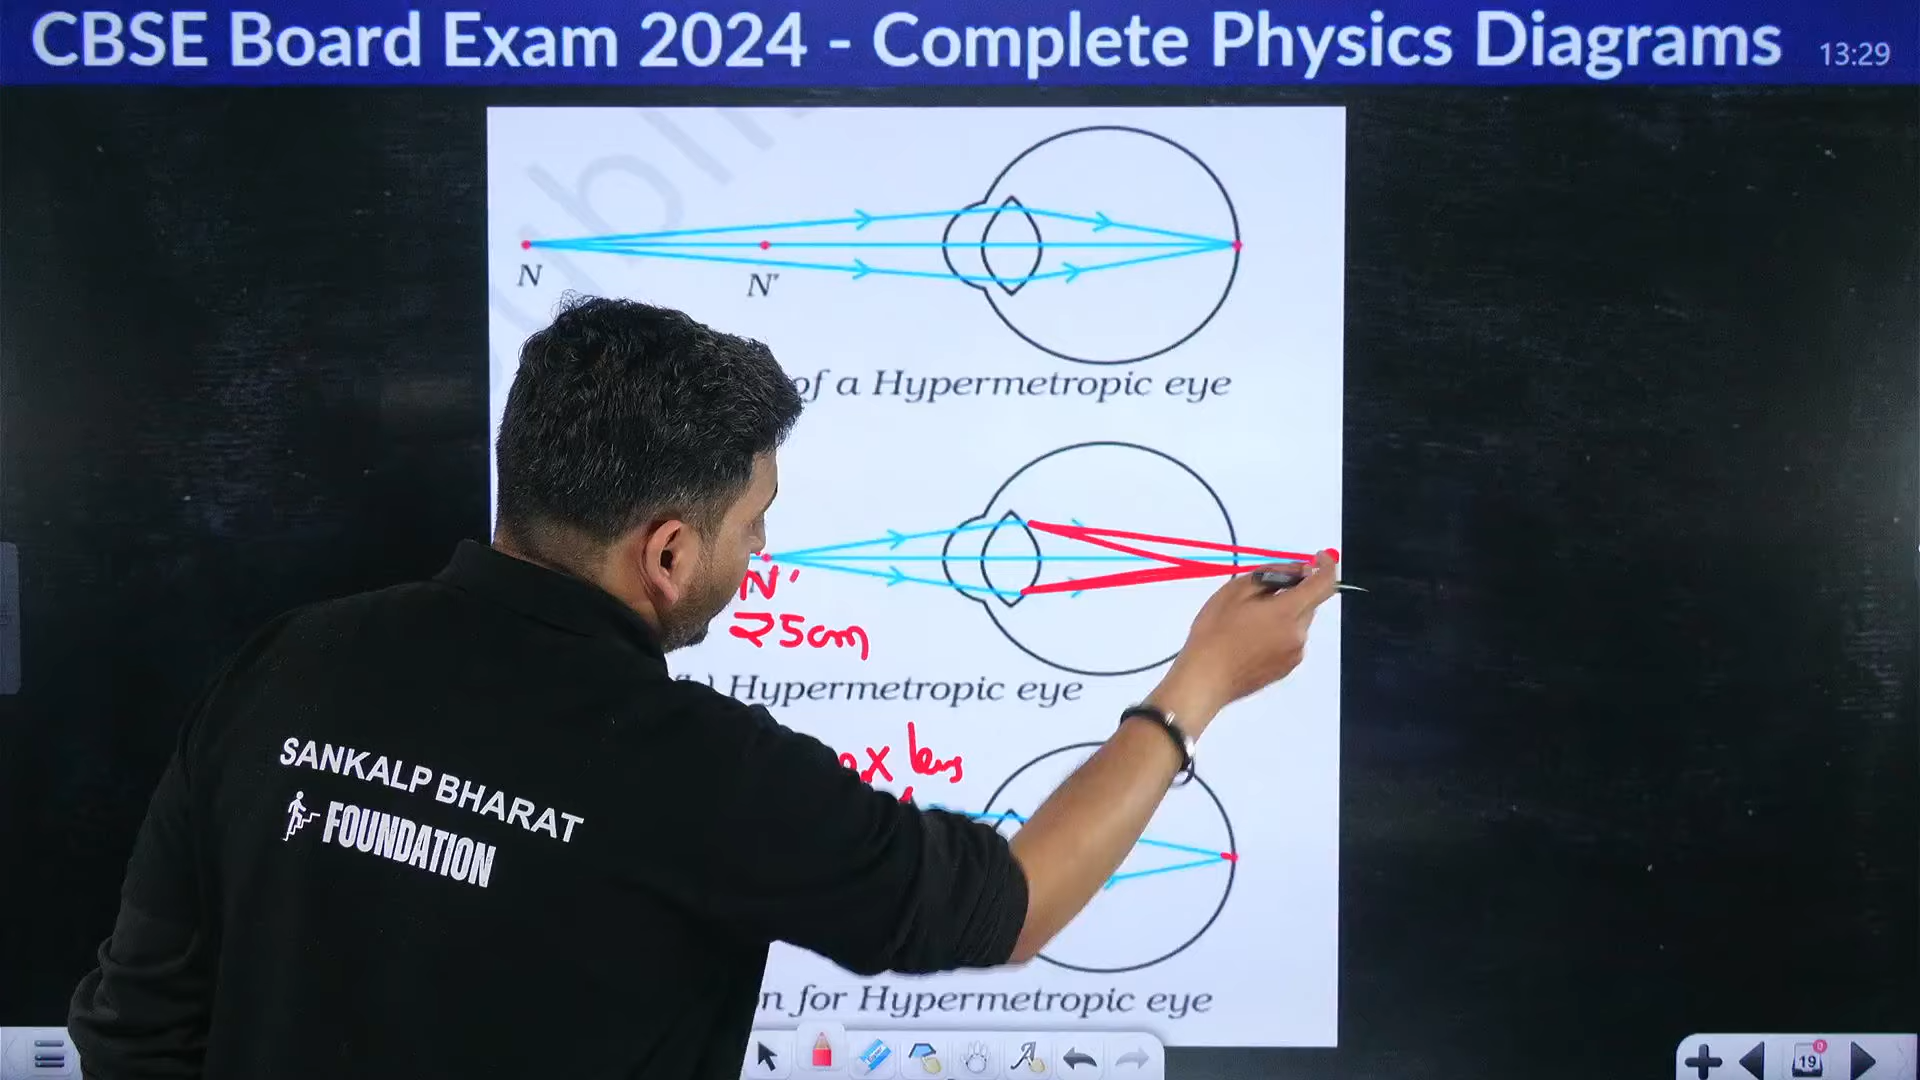 CBSE Board Exam 2024 - Complete Physics Diagrams 13:29
N
N'
of a Hypermetropic eye
N'
25cm
Hypermetropic eye
lens
SANKALP BHARAT
FOUNDATION
for Hypermetropic eye
19